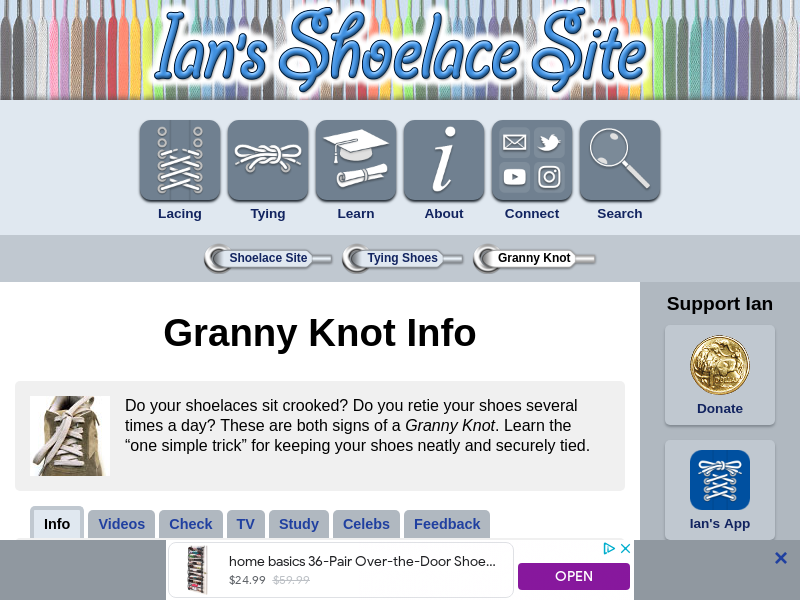 Ian's Shoelace Site
Lacing
Tying
Learn
About
Connect
Search
Shoelace Site
Tying Shoes
Granny Knot
Granny Knot Info
Do your shoelaces sit crooked? Do you retie your shoes several
times a day? These are both signs of a Granny Knot. Learn the
“one simple trick” for keeping your shoes neatly and securely tied.
Info
Videos
Check
TV
Study
Celebs
Feedback
Support Ian
Donate
Ian's App
home basics 36-Pair Over-the-Door Shoe...
$24.99 $59.99
OPEN